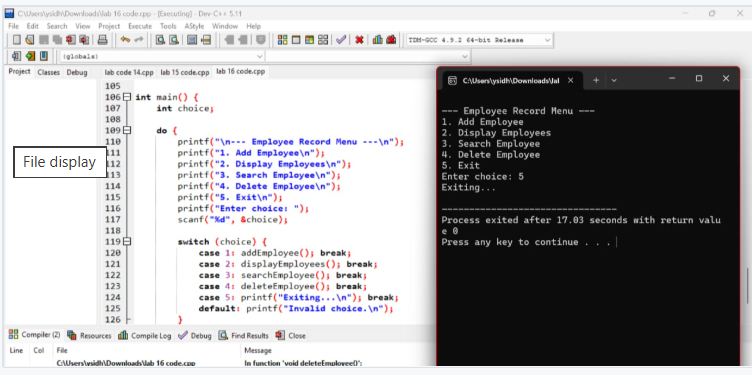 C:\Users\ysidh\Downloads\lab 16 code.cpp - [Executing] - Dev-C++ 5.11
File Edit Search View Project Execute Tools AStyle Window Help
TDM-GCC 4.9.2 64-bit Release
(globals)
Project Classes Debug
lab code 14.cpp lab 15 code.cpp lab 16 code.cpp
File display
105
106 int main() {
107 int choice;
108
109 do {
110 printf("\n--- Employee Record Menu ---\n");
111 printf("1. Add Employee\n");
112 printf("2. Display Employees\n");
113 printf("3. Search Employee\n");
114 printf("4. Delete Employee\n");
115 printf("5. Exit\n");
116 printf("Enter choice: ");
117 scanf("%d", &choice);
118
119 switch (choice) {
120 case 1: addEmployee(); break;
121 case 2: displayEmployees(); break;
122 case 3: searchEmployee(); break;
123 case 4: deleteEmployee(); break;
124 case 5: printf("Exiting...\n"); break;
125 default: printf("Invalid choice.\n");
126 }
C:\Users\ysidh\Downloads\lal
--- Employee Record Menu ---
1. Add Employee
2. Display Employees
3. Search Employee
4. Delete Employee
5. Exit
Enter choice: 5
Exiting...
--------------------------------
Process exited after 17.03 seconds with return valu
e 0
Press any key to continue . . .
Compiler (2) Resources Compile Log Debug Find Results Close
Line Col File Message
C:\Users\ysidh\Downloads\lab 16 code.cpp In function 'void deleteEmployee()':